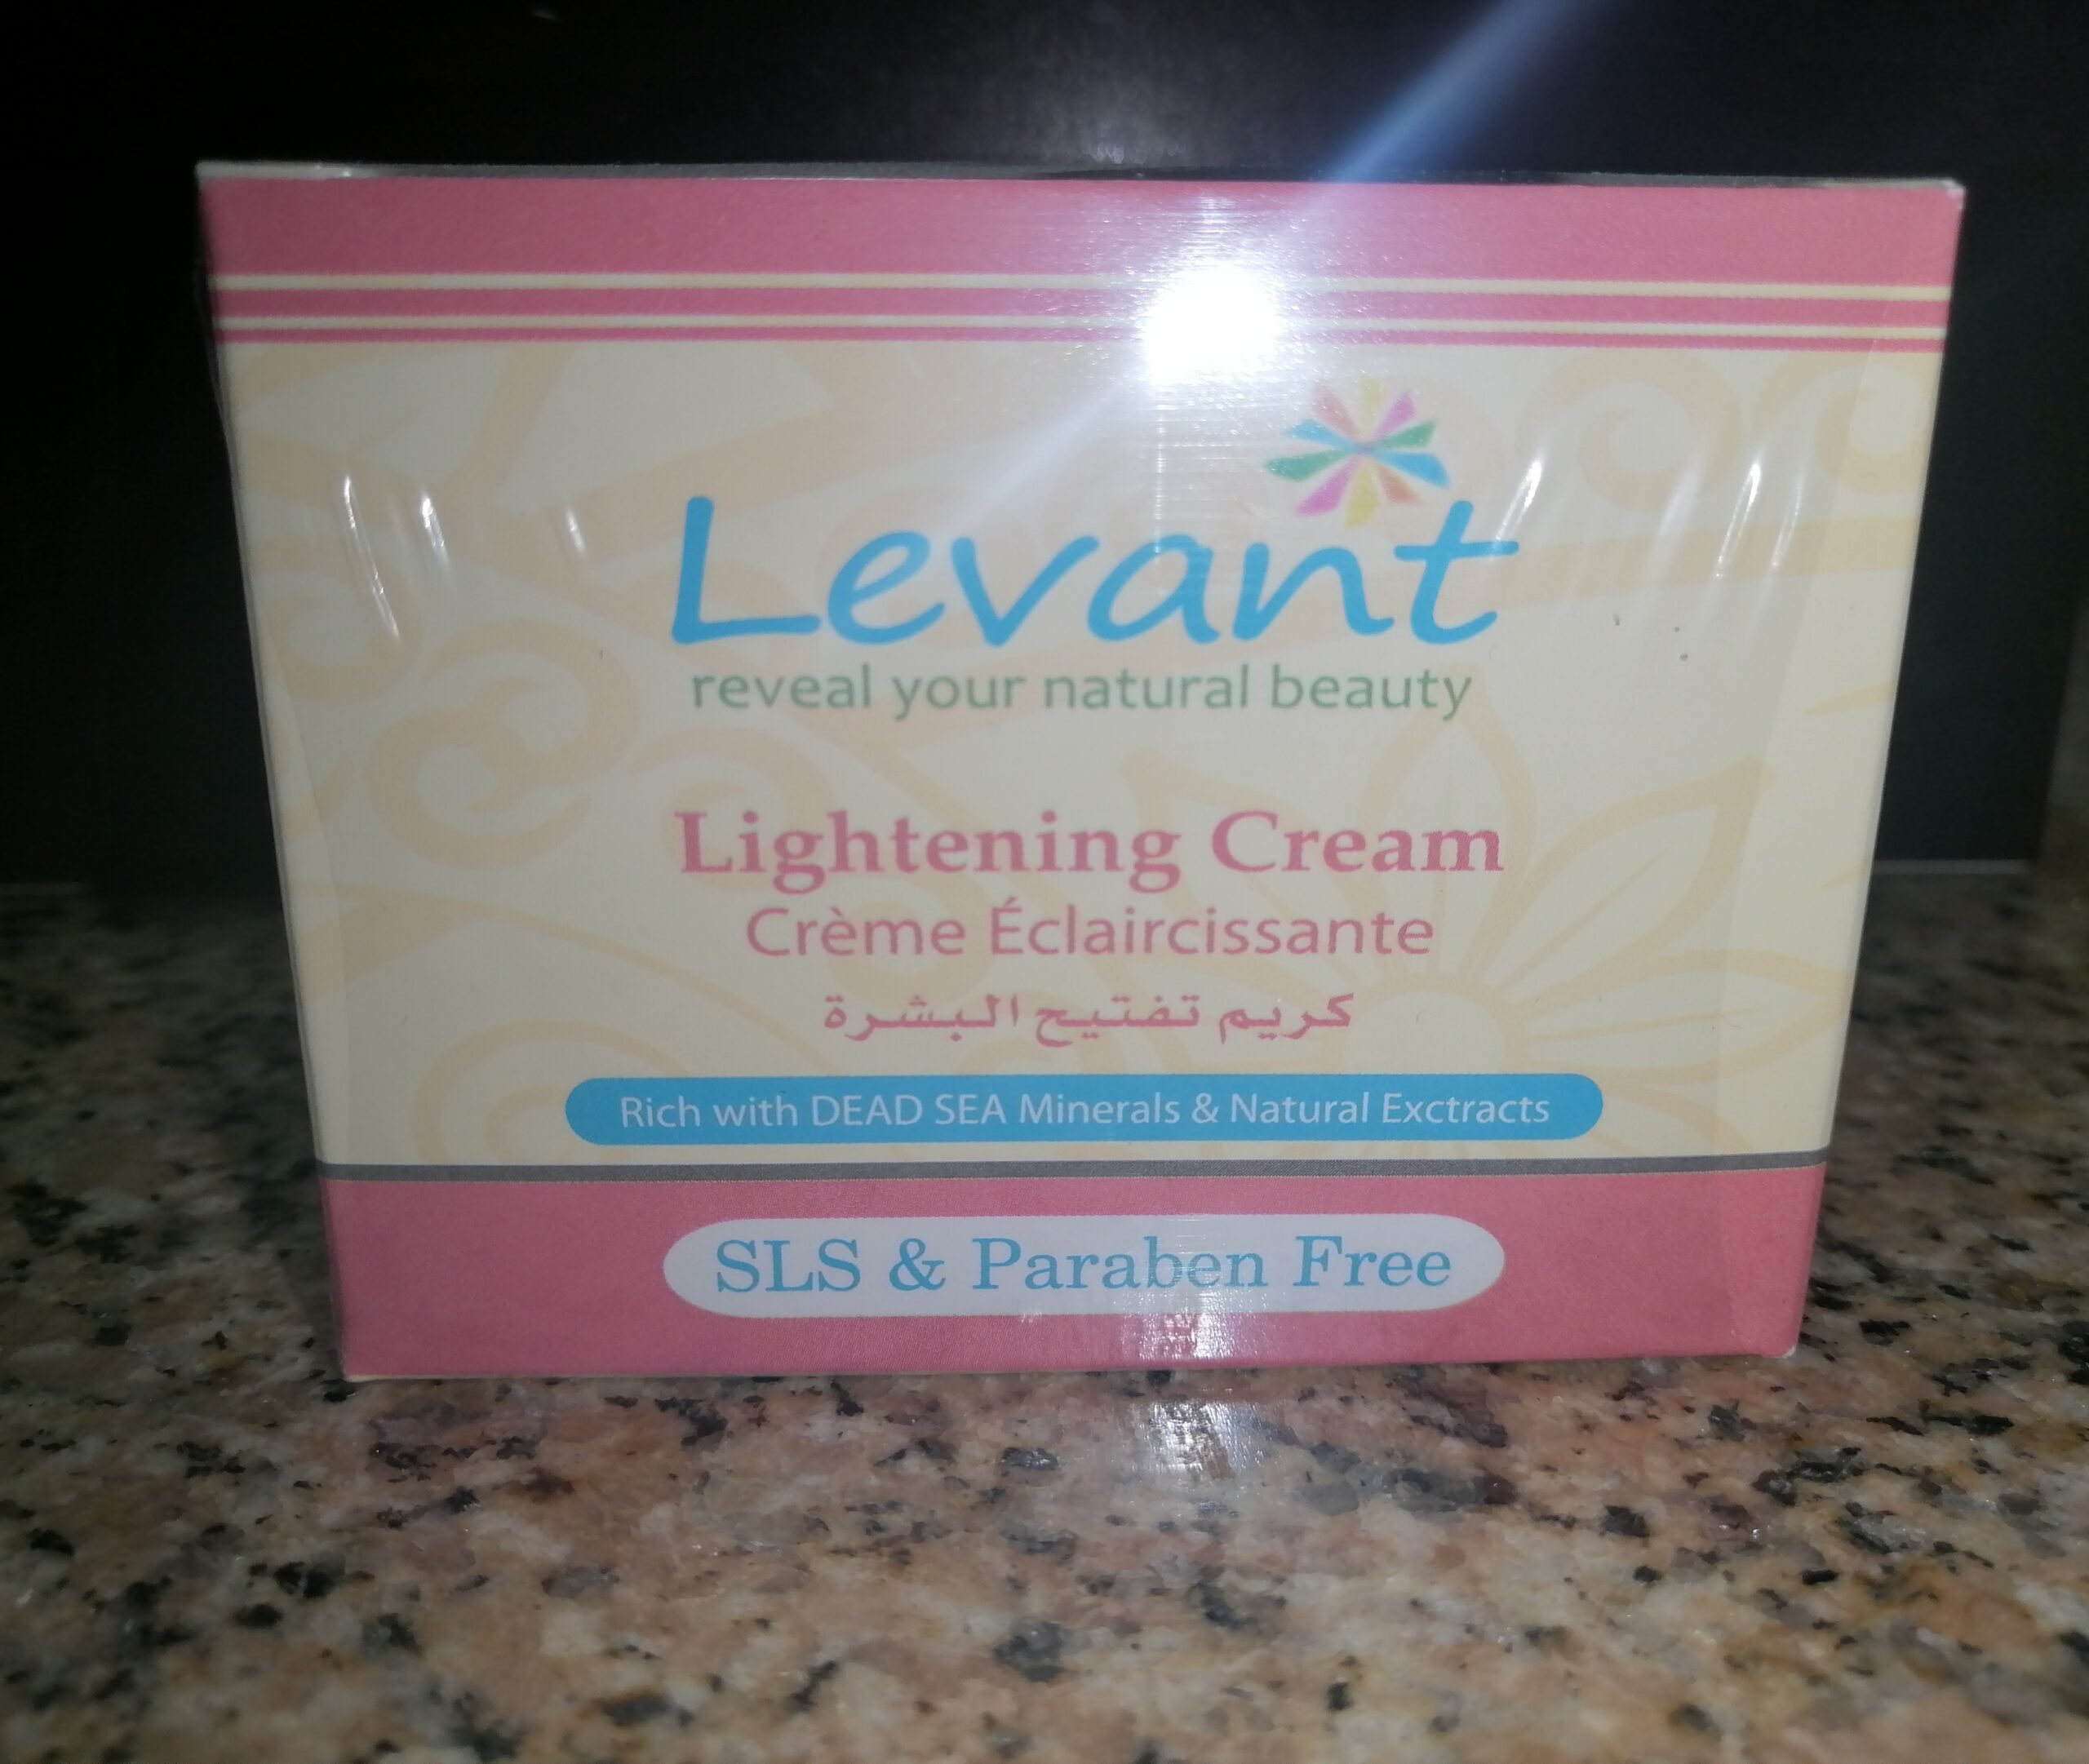 Levant
reveal your natural beauty
Lightening Cream
Crème Éclaircissante
كريم تفتيح البشرة
Rich with DEAD SEA Minerals & Natural Exctracts
SLS & Paraben Free